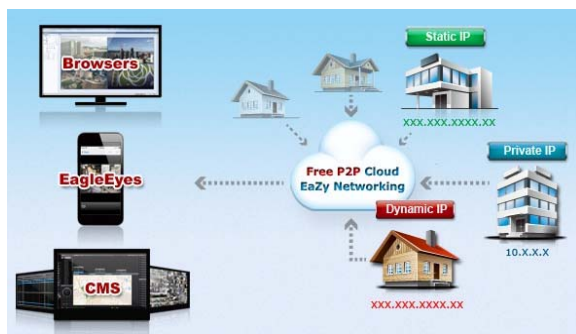 Browsers
Static IP
xxx.xxx.xxxx.xx
EagleEyes
Free P2P Cloud
EaZy Networking
Private IP
10.x.x.x
Dynamic IP
CMS
xxx.xxx.xxxx.xx